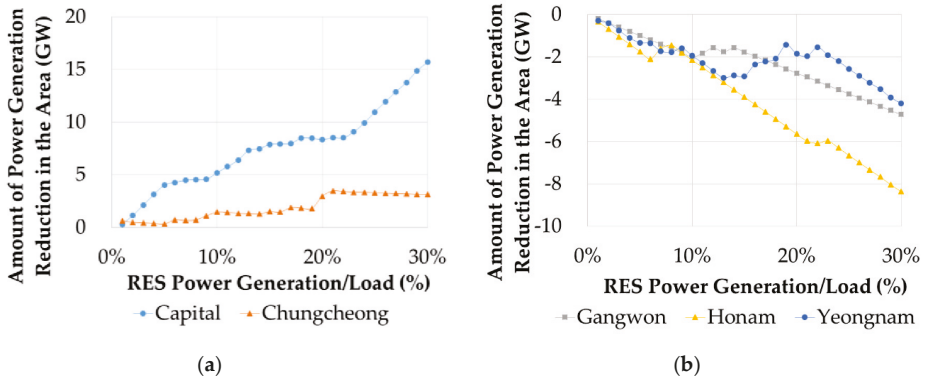 Amount of Power Generation
Reduction in the Area (GW)
20
15
10
5
0
0%
10%
20%
30%
RES Power Generation/Load (%)
Capital
Chungcheong
(a)
Amount of Power Generation
Reduction in the Area (GW)
0
-2
-4
-6
-8
-10
0%
10%
20%
30%
RES Power Generation/Load (%)
Gangwon
Honam
Yeongnam
(b)